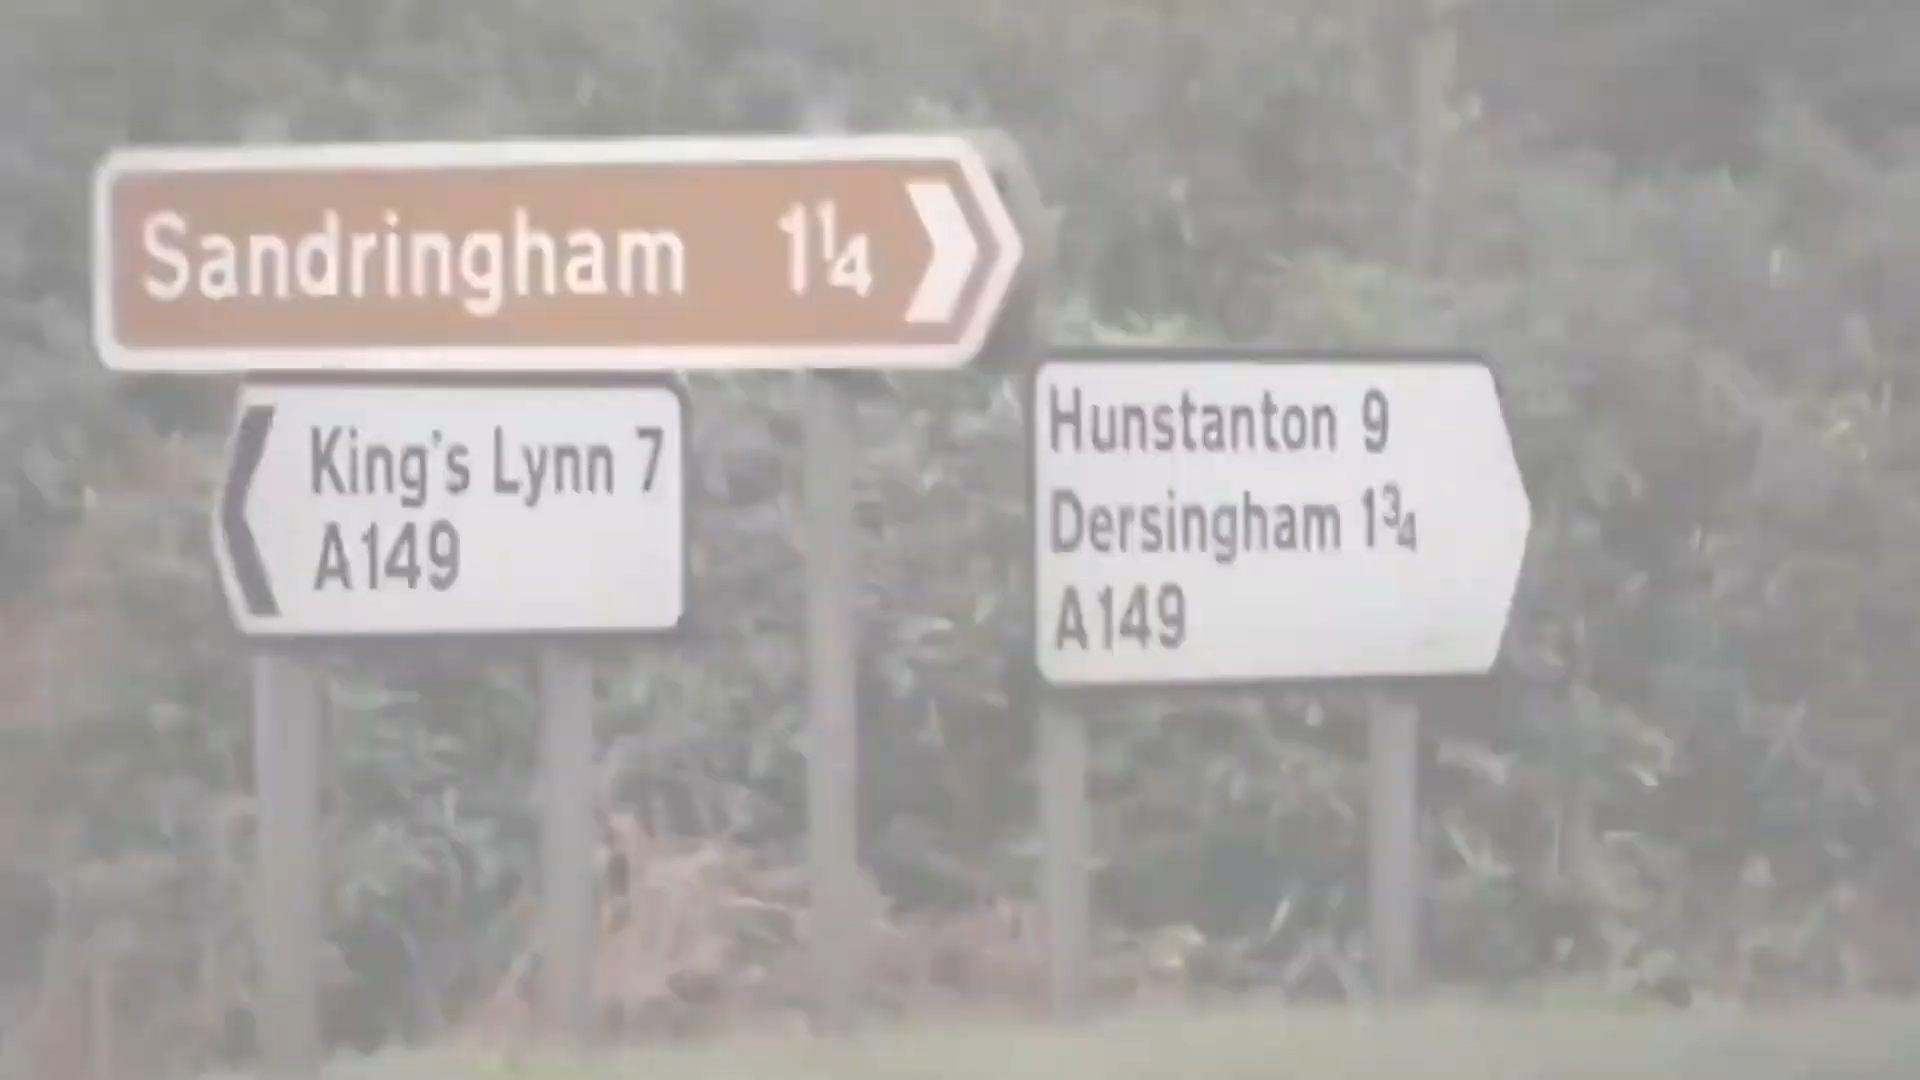 Sandringham 1¼
King's Lynn 7
A149
Hunstanton 9
Dersingham 1¾
A149